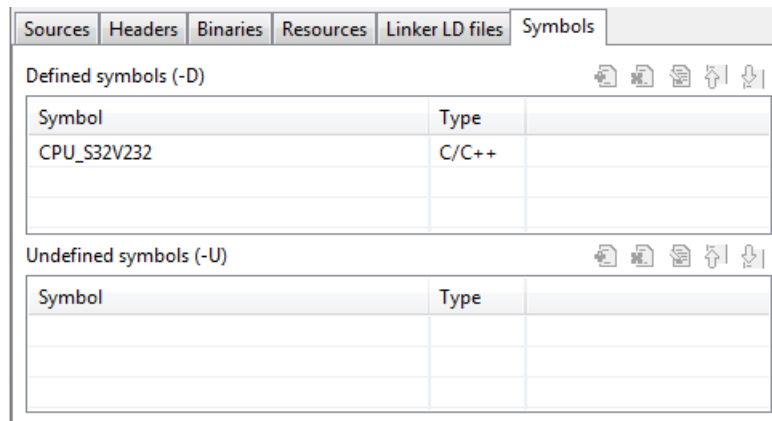 Sources Headers Binaries Resources Linker LD files Symbols
Defined symbols (-D)
Symbol Type
CPU_S32V232 C/C++
Undefined symbols (-U)
Symbol Type